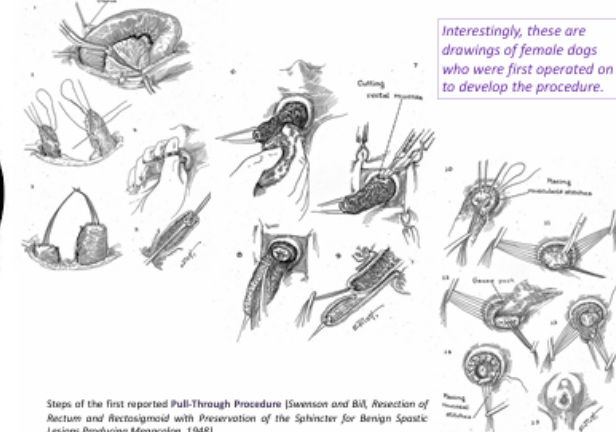 Interestingly, these are
drawings of female dogs
who were first operated on
to develop the procedure.
Cutting
rectal mucosa
Placing
Gauze pack
Placing
mucosal
stitches
Steps of the first reported Pull-Through Procedure [Swenson and Bill, Resection of
Rectum and Rectosigmoid with Preservation of the Sphincter for Benign Spastic
Lesions Producing Megacolon, 1948]